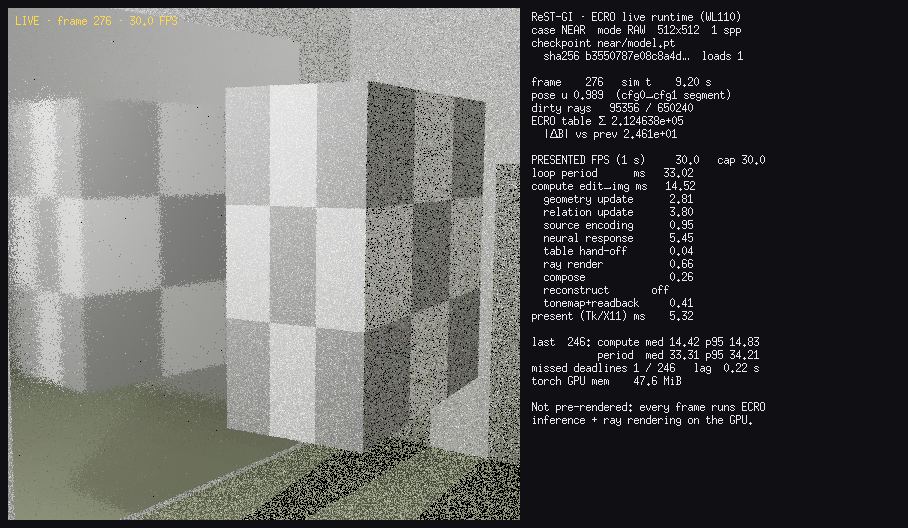 LIVE · frame 276 · 30.0 FPS
ReST-GI · ECRO live runtime (WL110)
case NEAR  mode RAW  512x512  1 spp
checkpoint near/model.pt
sha256 b3550787e08c8a4d…  loads 1
frame    276   sim t    9.20 s
pose u 0.989  (cfg0_cfg1 segment)
dirty rays   95356 / 650240
ECRO table Σ 2.124638e+05
|ΔB| vs prev 2.461e+01
PRESENTED FPS (1 s)     30.0   cap 30.0
loop period      ms   33.02
compute edit_img ms   14.52
geometry update      2.81
relation update      3.80
source encoding      0.95
neural response      5.45
table hand-off       0.04
ray render           0.66
compose              0.26
reconstruct       off
tonemap+readback     0.41
present (Tk/X11) ms    5.32
last  246: compute med 14.42 p95 14.83
period  med 33.31 p95 34.21
missed deadlines 1 / 246   lag  0.22 s
torch GPU mem    47.6 MiB
Not pre-rendered: every frame runs ECRO
inference + ray rendering on the GPU.